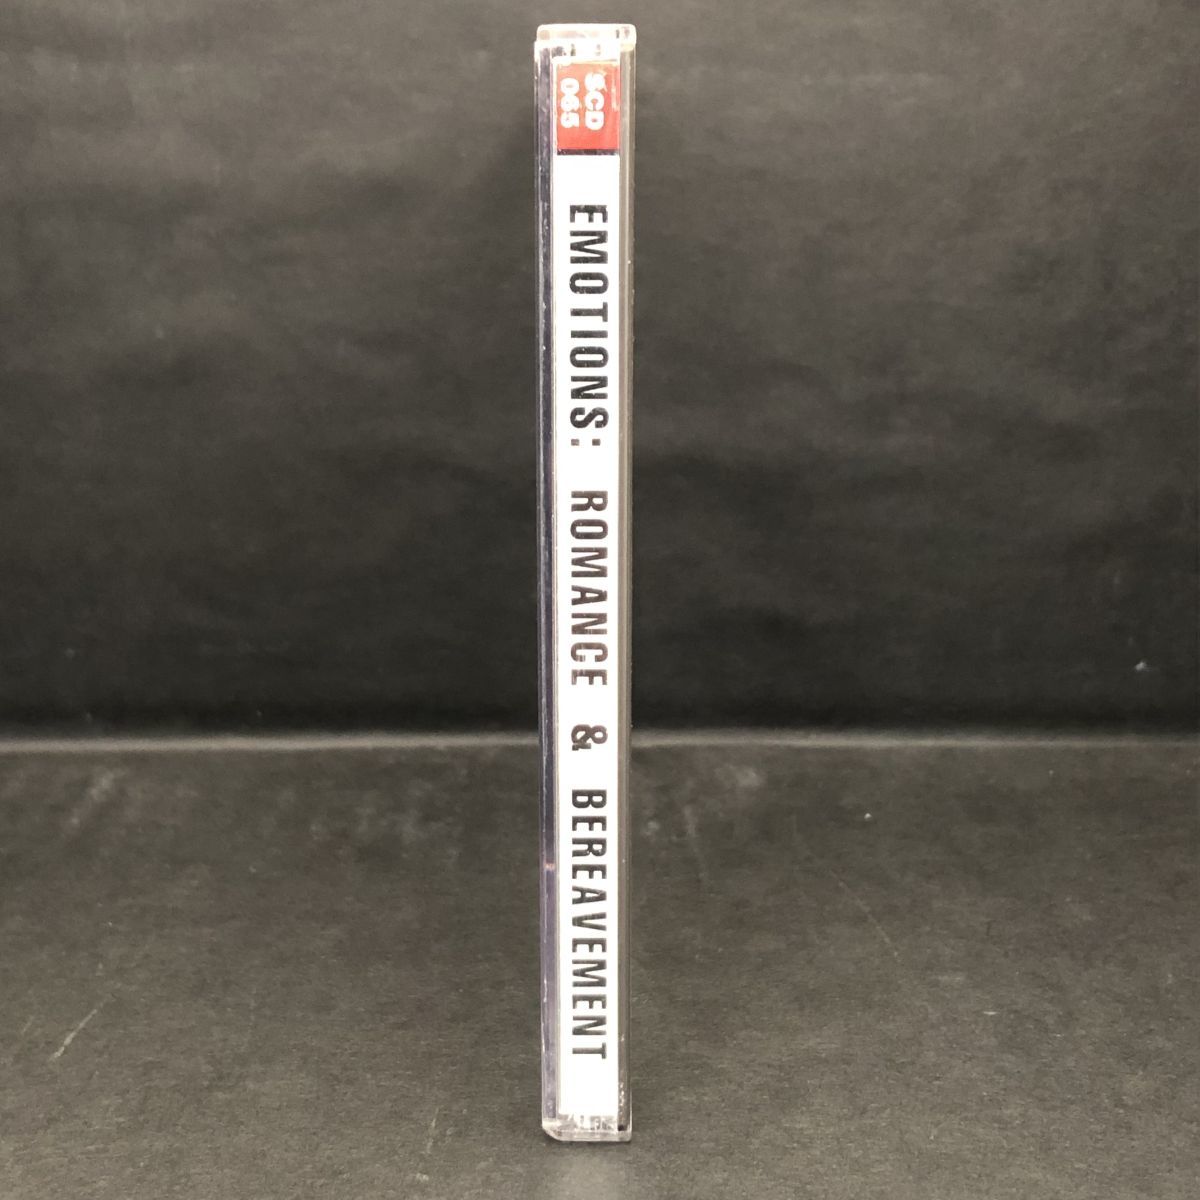 SCD
065
EMOTIONS: ROMANCE & BEREAVEMENT